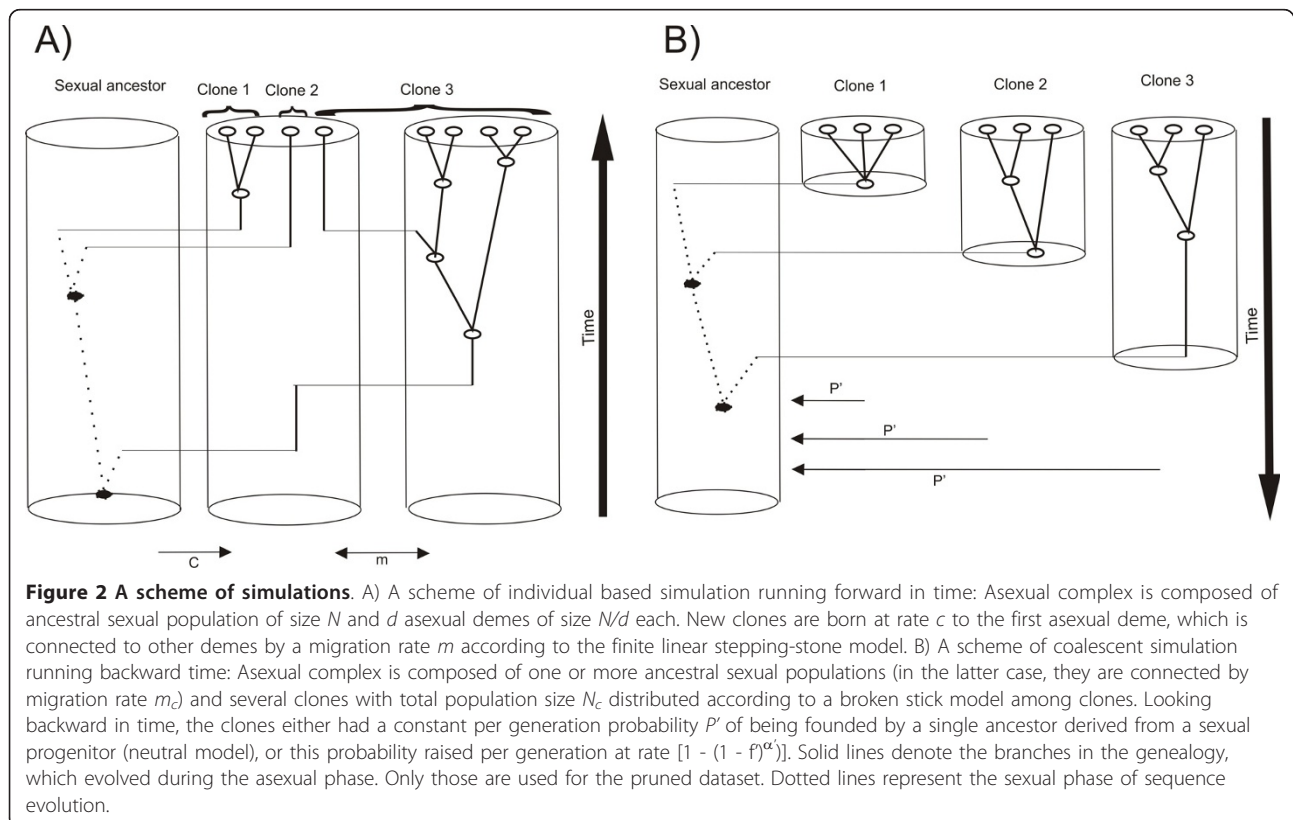 A)
B)
Sexual ancestor
Clone 1
Clone 2
Clone 3
Time
C
m
Sexual ancestor
Clone 1
Clone 2
Clone 3
Time
P'
P'
P'
Figure 2 A scheme of simulations. A) A scheme of individual based simulation running forward in time: Asexual complex is composed of
ancestral sexual population of size N and d asexual demes of size N/d each. New clones are born at rate c to the first asexual deme, which is
connected to other demes by a migration rate m according to the finite linear stepping-stone model. B) A scheme of coalescent simulation
running backward time: Asexual complex is composed of one or more ancestral sexual populations (in the latter case, they are connected by
migration rate mc) and several clones with total population size Nc distributed according to a broken stick model among clones. Looking
backward in time, the clones either had a constant per generation probability P' of being founded by a single ancestor derived from a sexual
progenitor (neutral model), or this probability raised per generation at rate [1 - (1 - f')^α')]. Solid lines denote the branches in the genealogy,
which evolved during the asexual phase. Only those are used for the pruned dataset. Dotted lines represent the sexual phase of sequence
evolution.